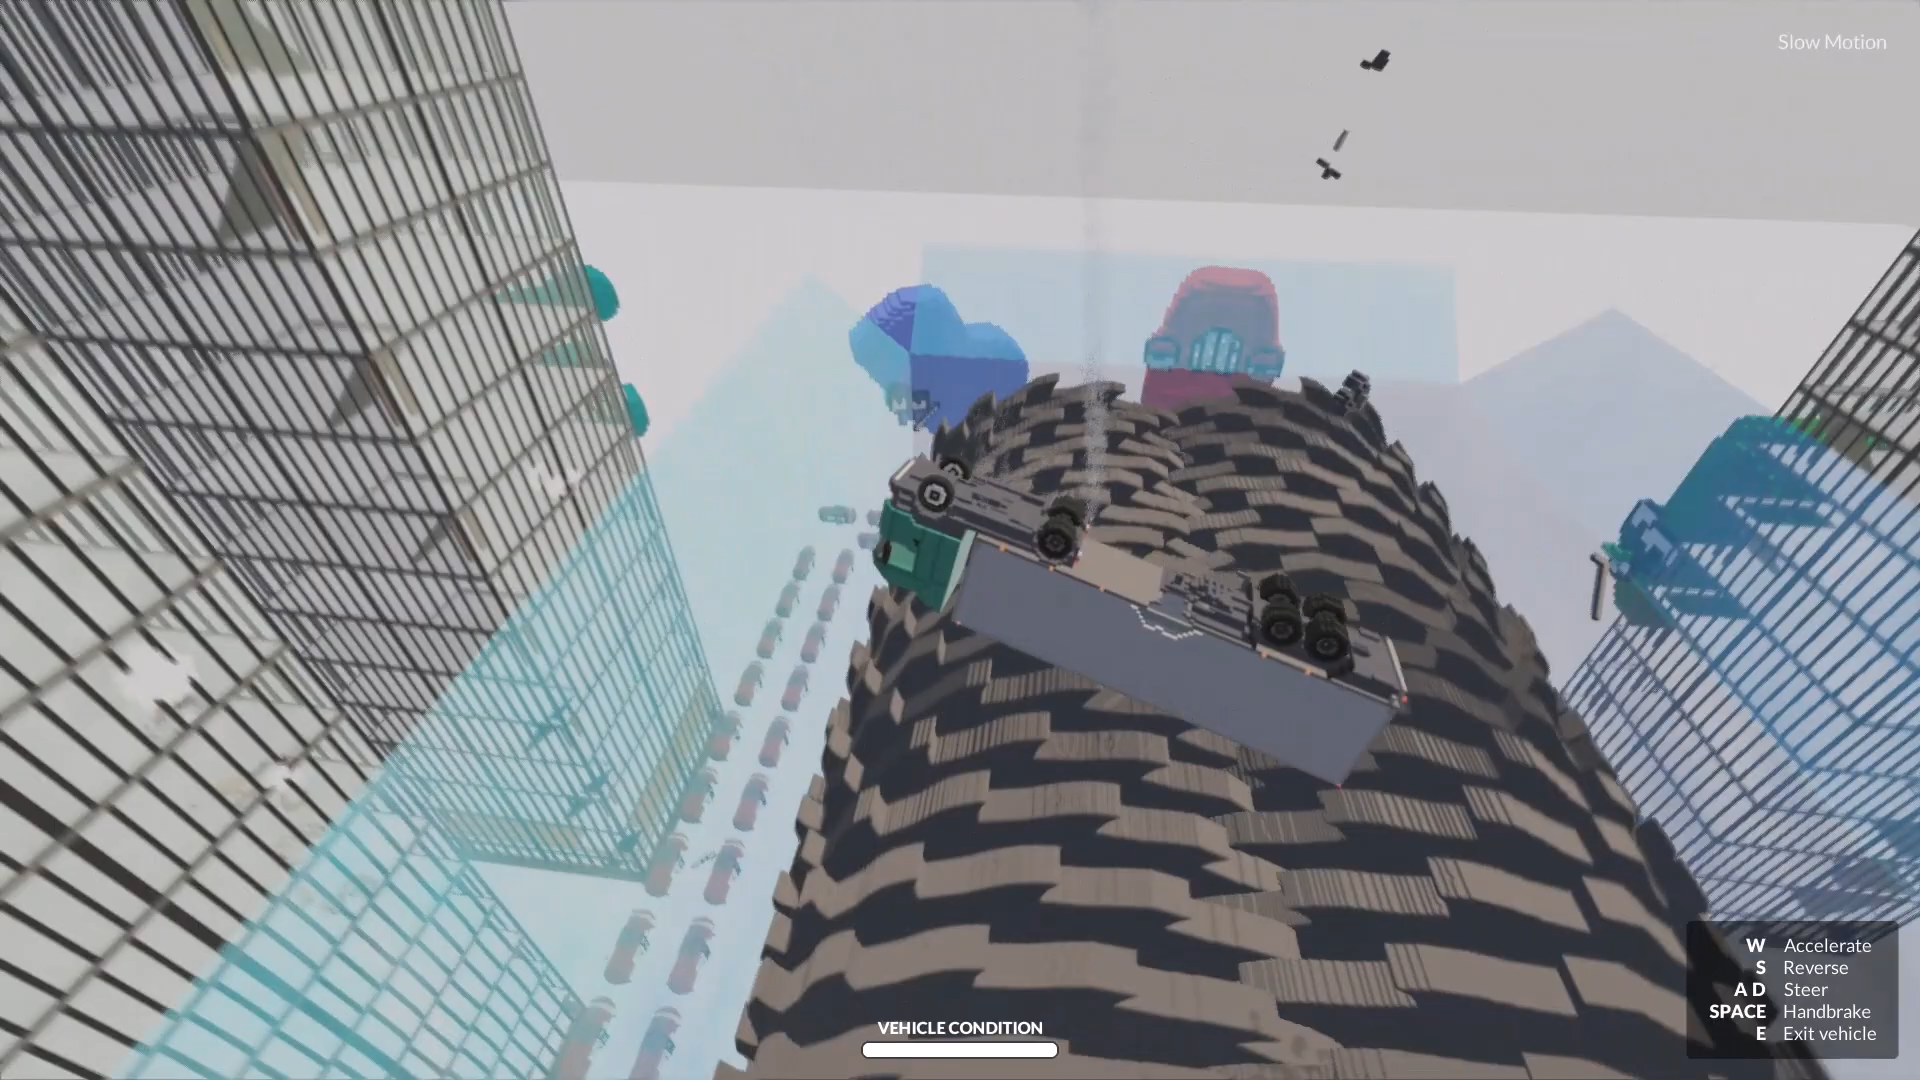 Slow Motion
W Accelerate
S Reverse
A D Steer
SPACE Handbrake
E Exit vehicle
VEHICLE CONDITION